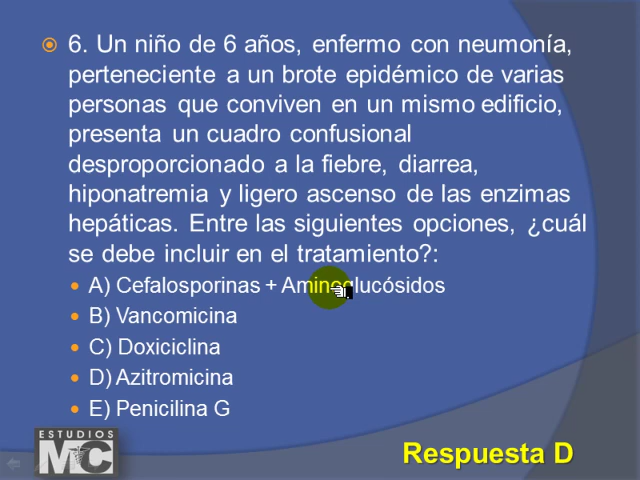 6. Un niño de 6 años, enfermo con neumonía,
perteneciente a un brote epidémico de varias
personas que conviven en un mismo edificio,
presenta un cuadro confusional
desproporcionado a la fiebre, diarrea,
hiponatremia y ligero ascenso de las enzimas
hepáticas. Entre las siguientes opciones, ¿cuál
se debe incluir en el tratamiento?:
A) Cefalosporinas + Aminoglucósidos
B) Vancomicina
C) Doxiciclina
D) Azitromicina
E) Penicilina G
ESTUDIOS
MC
Respuesta D